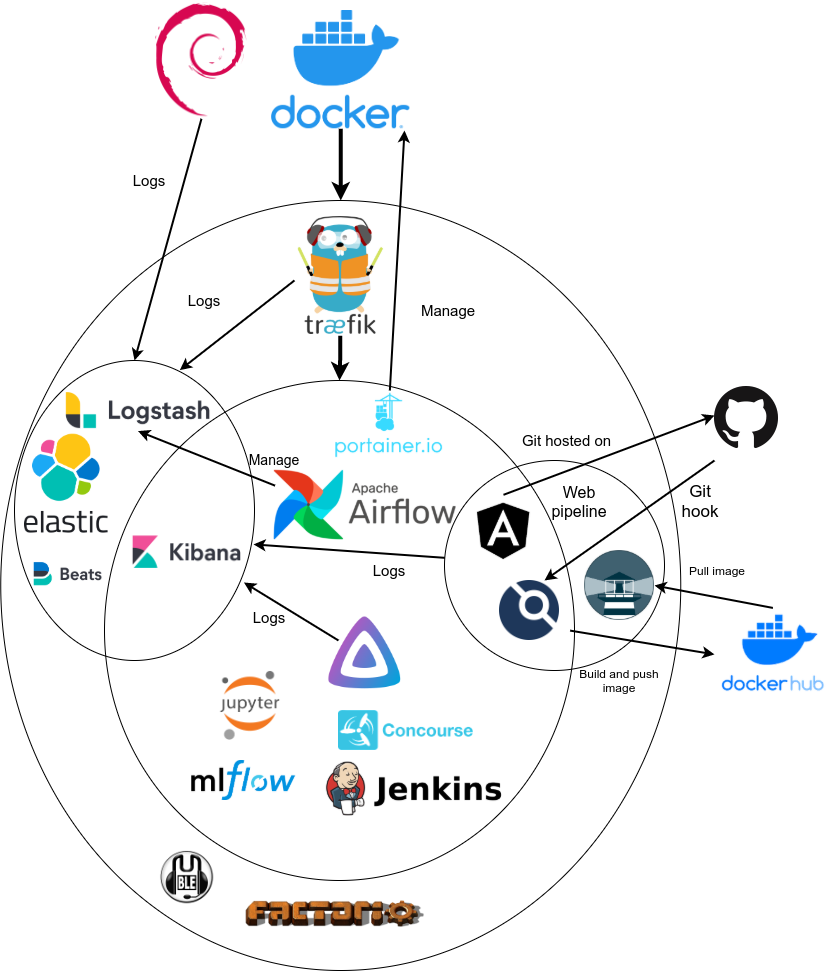 docker
Logs
Logs
træfik
Manage
Logstash
portainer.io
Git hosted on
Manage
Apache
Airflow
Web
pipeline
Git
hook
elastic
Kibana
Beats
Logs
Pull image
Logs
docker hub
Build and push
image
jupyter
Concourse
mlflow
Jenkins
MUBLE
FACTORIO